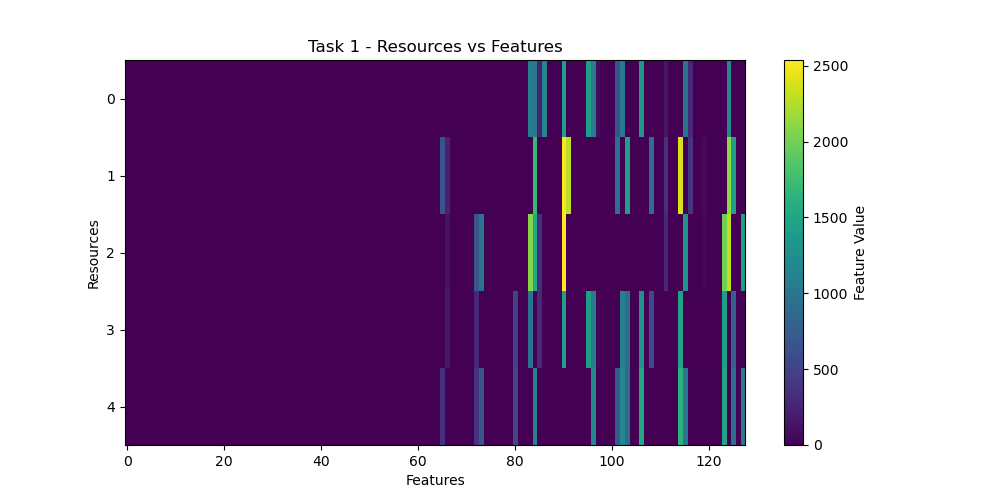 Task 1 - Resources vs Features
Resources
0
1
2
3
4
0 20 40 60 80 100 120
Features
2500
2000
1500
1000
500
0
Feature Value